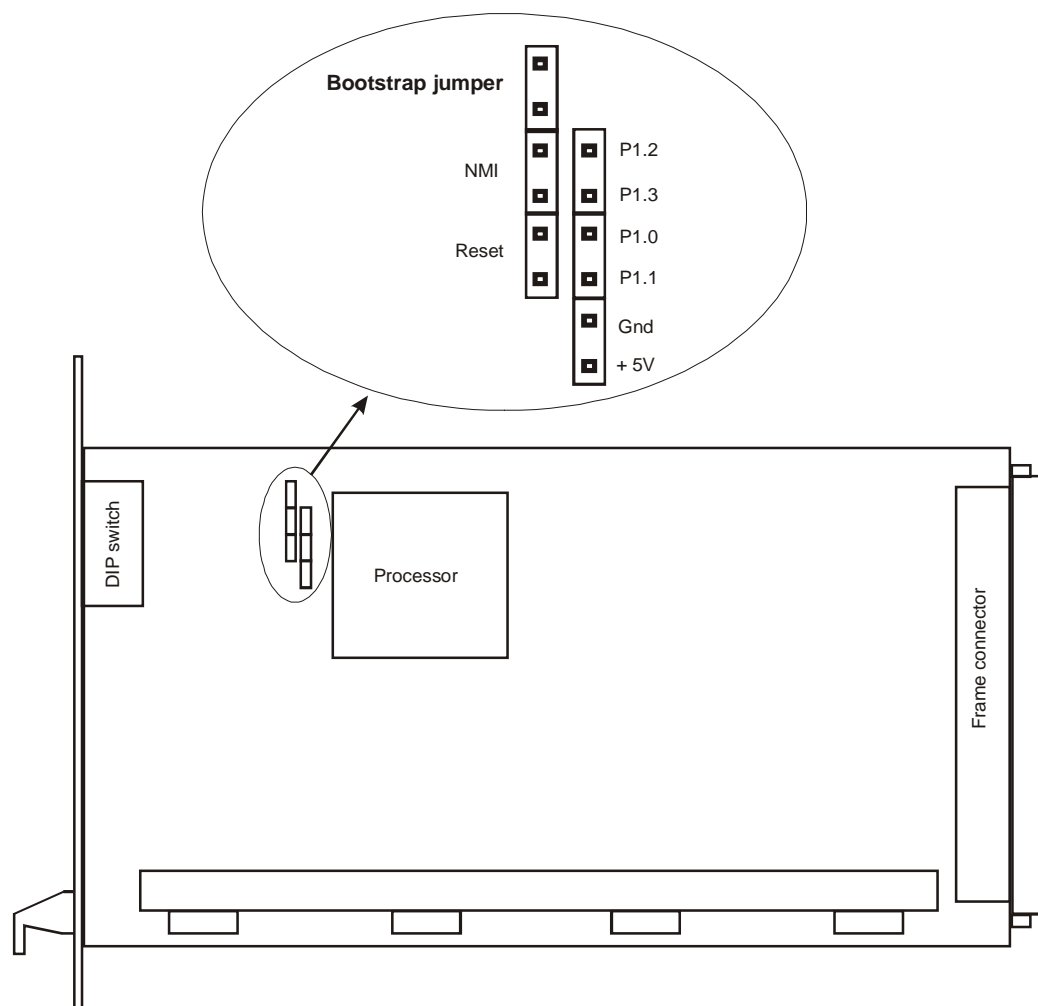 Bootstrap jumper
NMI
P1.2
P1.3
Reset
P1.0
P1.1
Gnd
+ 5V
DIP switch
Processor
Frame connector